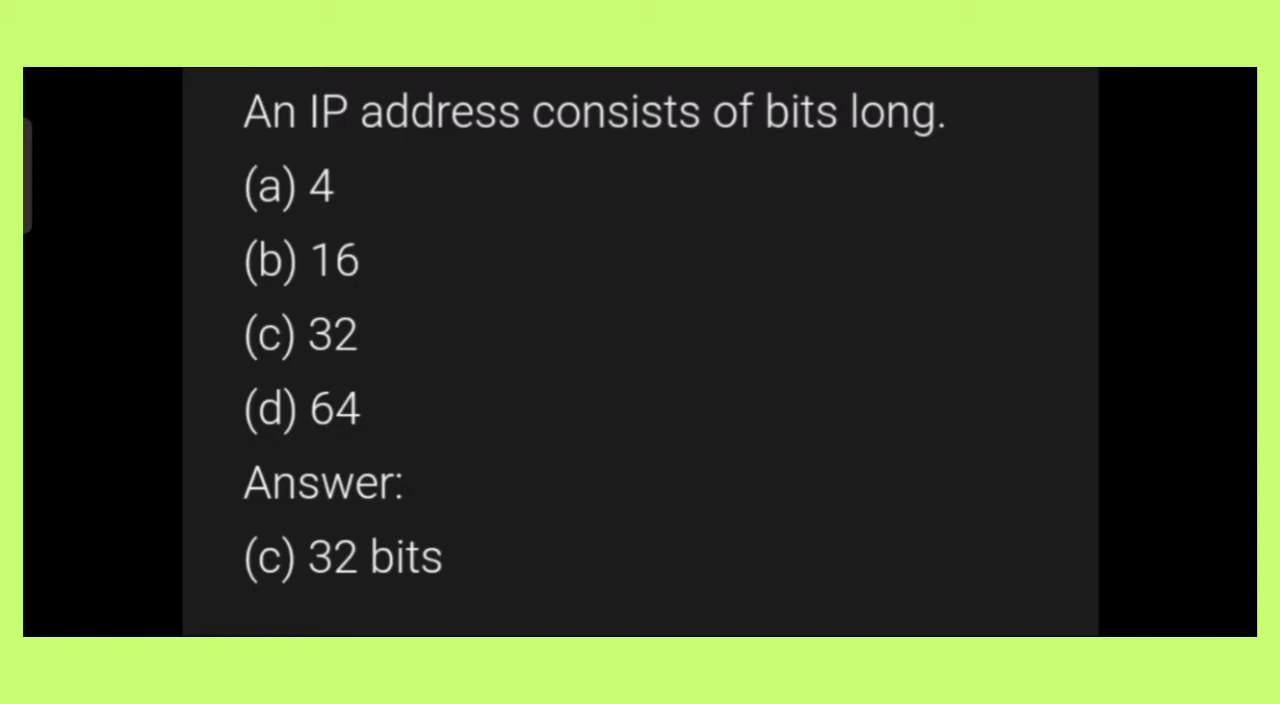 An IP address consists of bits long.
(a) 4
(b) 16
(c) 32
(d) 64
Answer:
(c) 32 bits